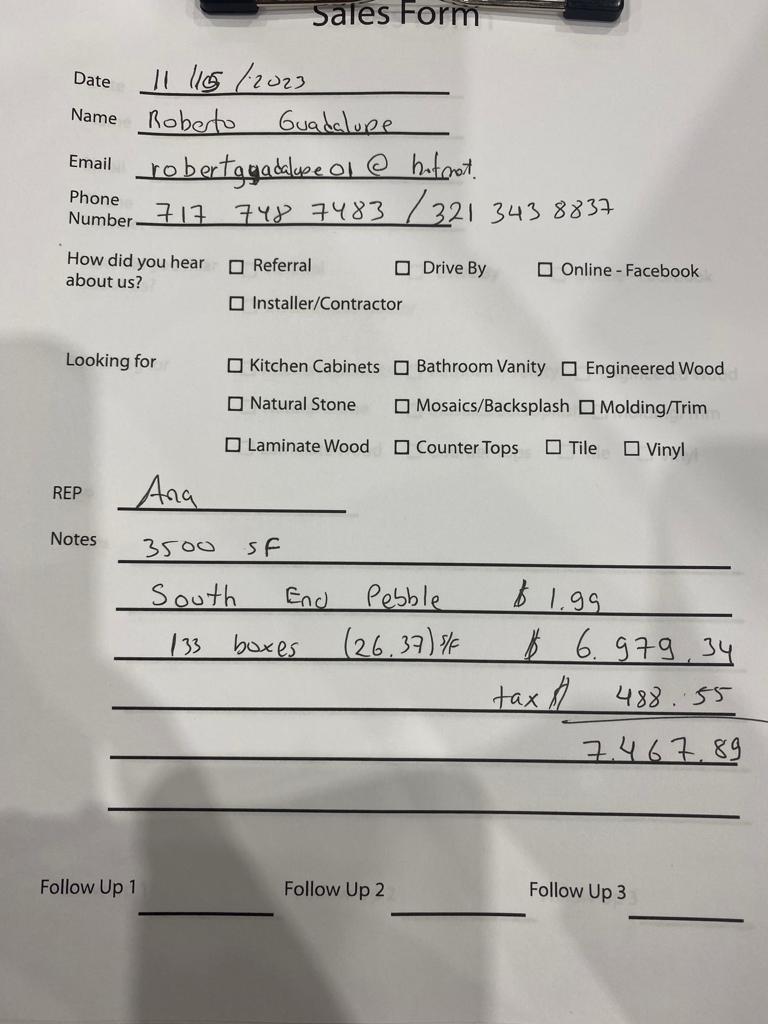 Sales Form
Date 11/15/2023
Name Roberto Guadalupe
Email @
Phone
Number 717 748 7483 / 321 343 8837
How did you hear about us? Referral Drive By Online - Facebook
Installer/Contractor
Looking for Kitchen Cabinets Bathroom Vanity Engineered Wood
Natural Stone Mosaics/Backsplash Molding/Trim
Laminate Wood Counter Tops Tile Vinyl
REP Ana
Notes 3500 SF
South End Pebble $ 1.99
133 boxes (26.37) S/F $ 6.979.34
tax $ 488.55
7.467.89
Follow Up 1 Follow Up 2 Follow Up 3